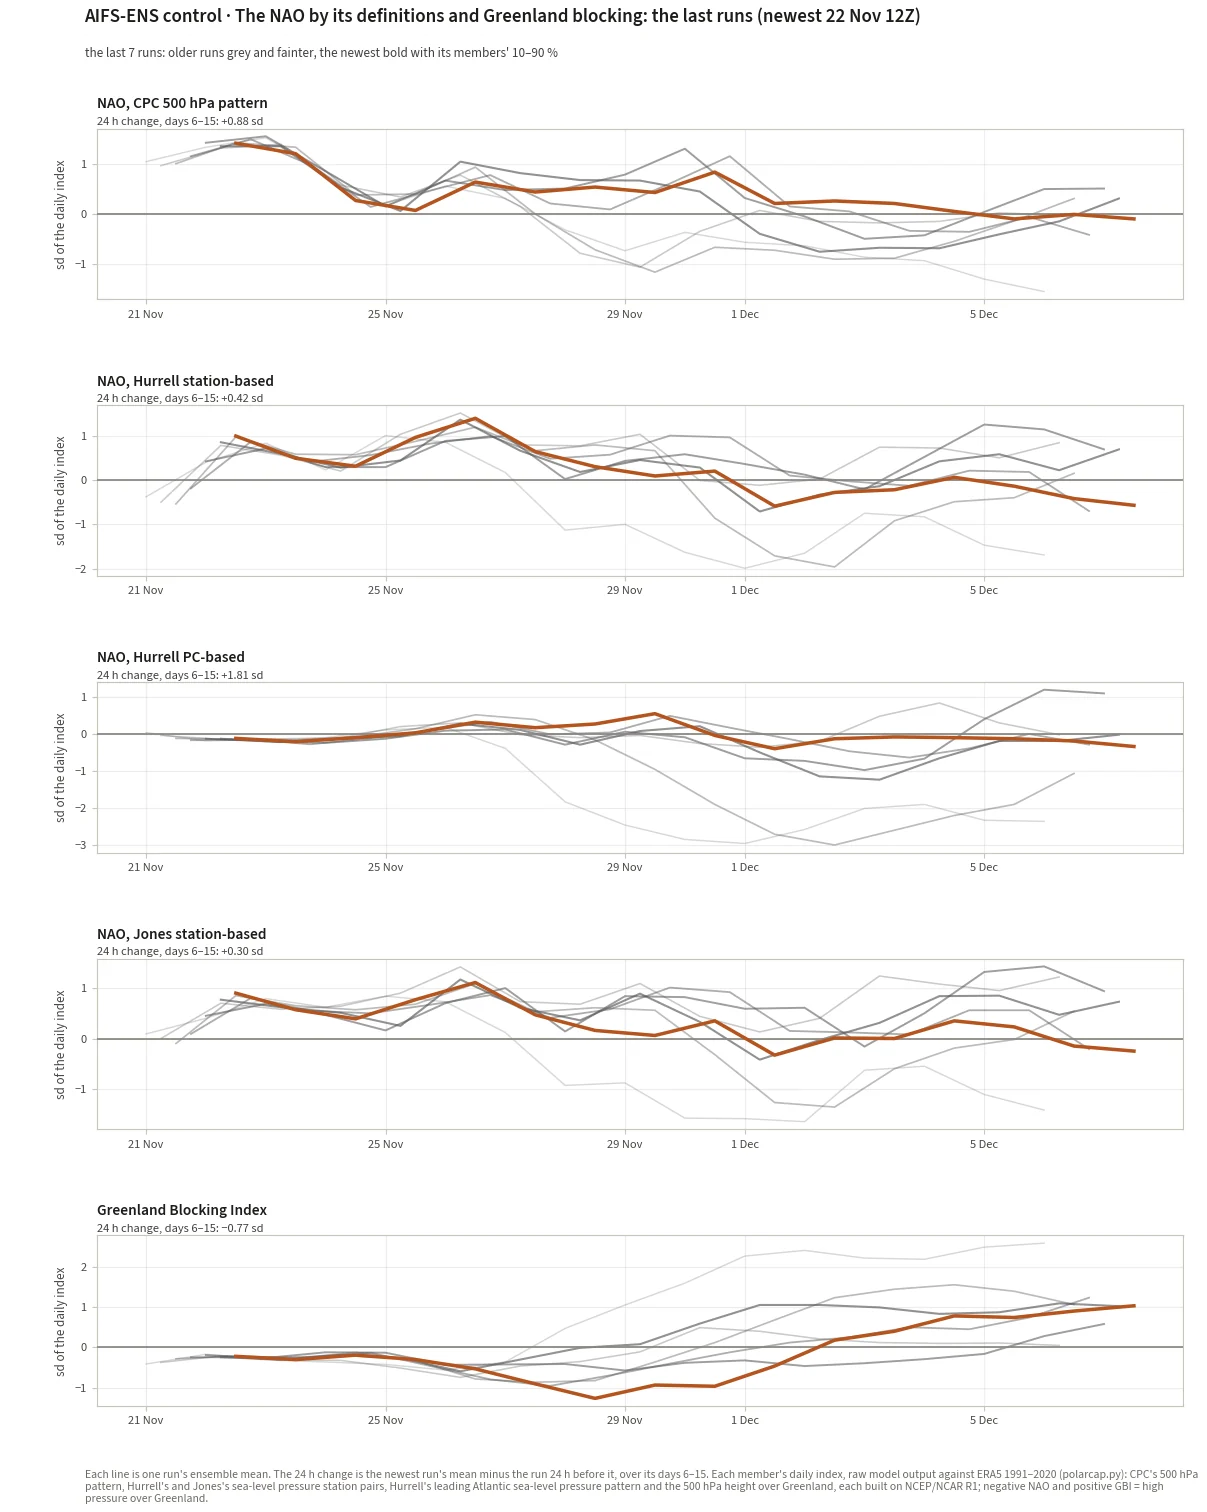 AIFS-ENS control · The NAO by its definitions and Greenland blocking: the last runs (newest 22 Nov 12Z)
the last 7 runs: older runs grey and fainter, the newest bold with its members' 10–90 %
NAO, CPC 500 hPa pattern
24 h change, days 6–15: +0.88 sd
sd of the daily index
1
0
−1
21 Nov
25 Nov
29 Nov
1 Dec
5 Dec
NAO, Hurrell station-based
24 h change, days 6–15: +0.42 sd
sd of the daily index
1
0
−1
−2
21 Nov
25 Nov
29 Nov
1 Dec
5 Dec
NAO, Hurrell PC-based
24 h change, days 6–15: +1.81 sd
sd of the daily index
1
0
−1
−2
−3
21 Nov
25 Nov
29 Nov
1 Dec
5 Dec
NAO, Jones station-based
24 h change, days 6–15: +0.30 sd
sd of the daily index
1
0
−1
21 Nov
25 Nov
29 Nov
1 Dec
5 Dec
Greenland Blocking Index
24 h change, days 6–15: −0.77 sd
sd of the daily index
2
1
0
−1
21 Nov
25 Nov
29 Nov
1 Dec
5 Dec
Each line is one run's ensemble mean. The 24 h change is the newest run's mean minus the run 24 h before it, over its days 6–15. Each member's daily index, raw model output against ERA5 1991–2020 (polarcap.py): CPC's 500 hPa
pattern, Hurrell's and Jones's sea-level pressure station pairs, Hurrell's leading Atlantic sea-level pressure pattern and the 500 hPa height over Greenland, each built on NCEP/NCAR R1; negative NAO and positive GBI = high
pressure over Greenland.